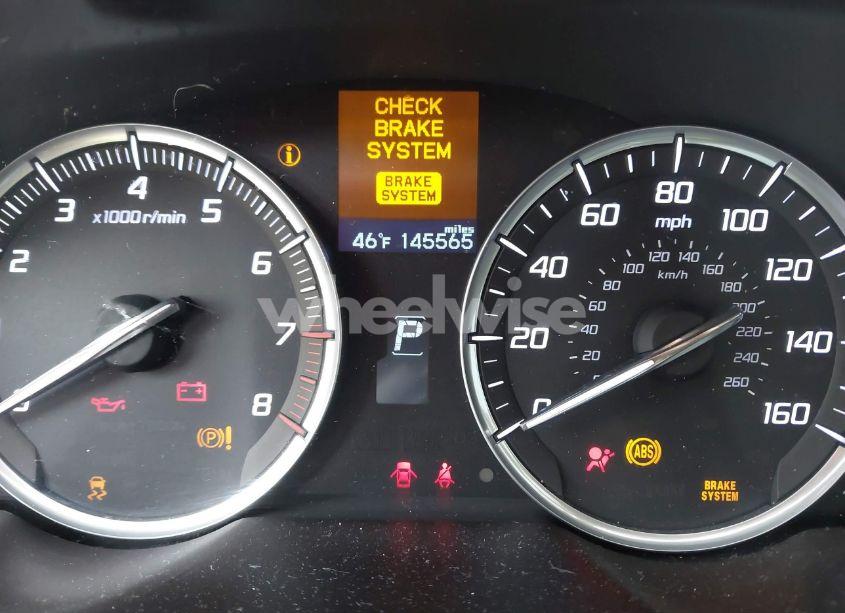 CHECK
BRAKE
SYSTEM
BRAKE
SYSTEM
miles
46°F 145565
2
3
4
5
6
7
8
x1000r/min
(P)!
P
0
20
40
60
80
100
120
140
160
mph
km/h
20
40
60
80
100
120
140
160
180
200
220
240
260
ABS
BRAKE
SYSTEM
wheelwise